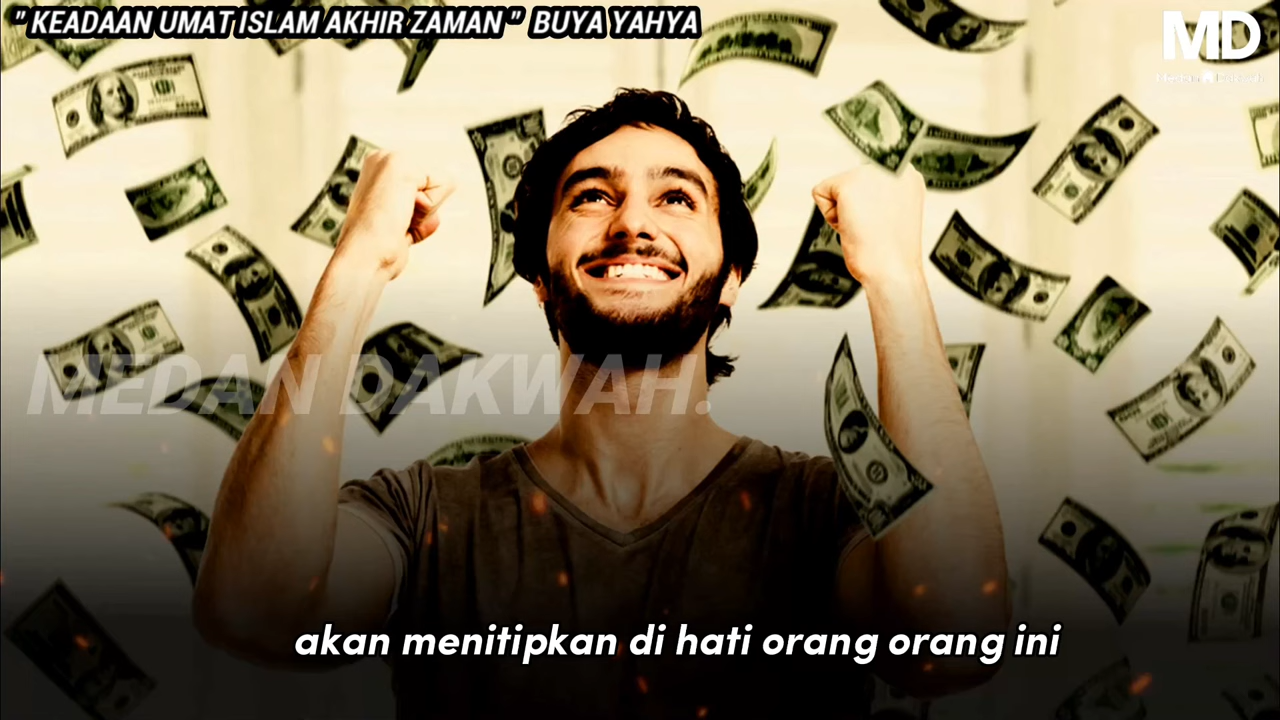 " KEADAAN UMAT ISLAM AKHIR ZAMAN " BUYA YAHYA
MD
MEDAN DAKWAH.
akan menitipkan di hati orang orang ini